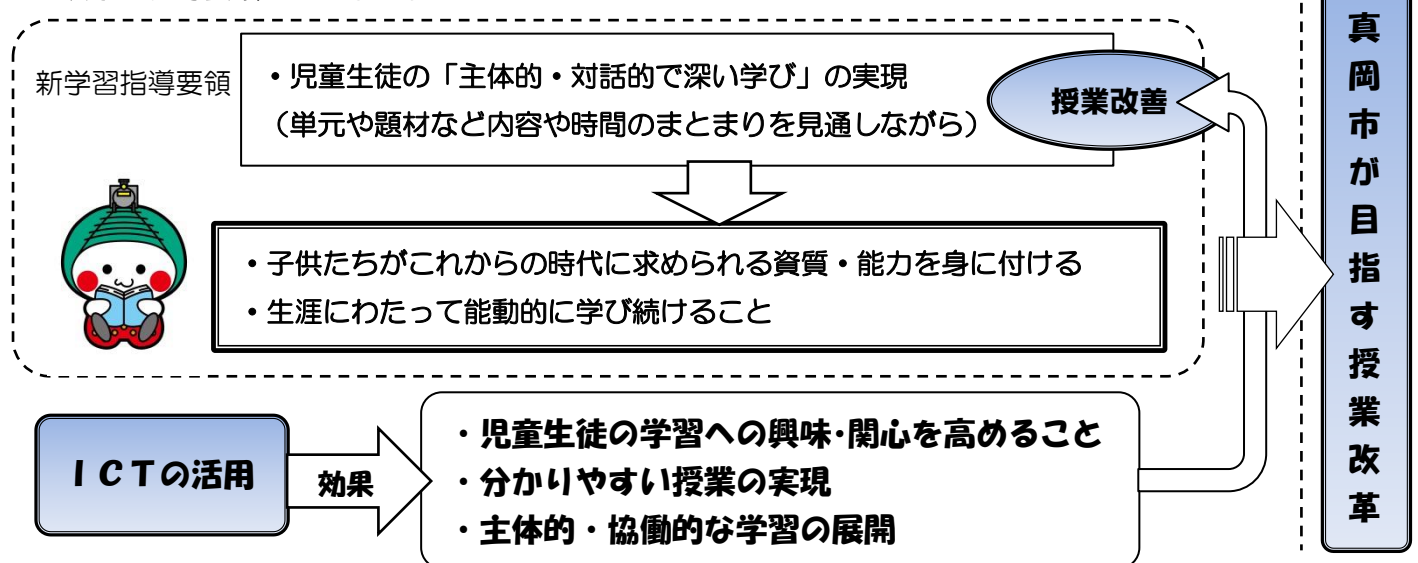 新学習指導要領
・児童生徒の「主体的・対話的で深い学び」の実現
（単元や題材など内容や時間のまとまりを見通しながら）
授業改善
・子供たちがこれからの時代に求められる資質・能力を身に付ける
・生涯にわたって能動的に学び続けること
ＩＣＴの活用
効果
・児童生徒の学習への興味・関心を高めること
・分かりやすい授業の実現
・主体的・協働的な学習の展開
真岡市が目指す授業改革